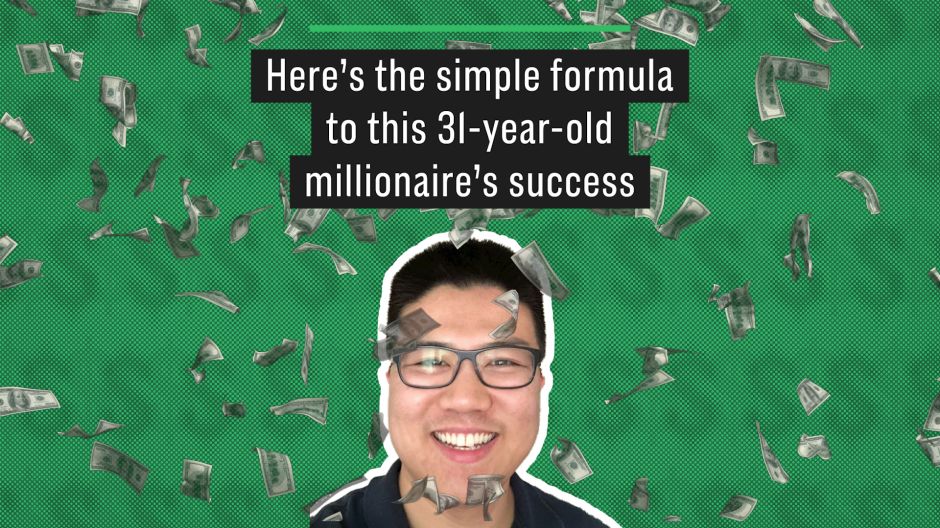 Here’s the simple formula
to this 31-year-old
millionaire’s success